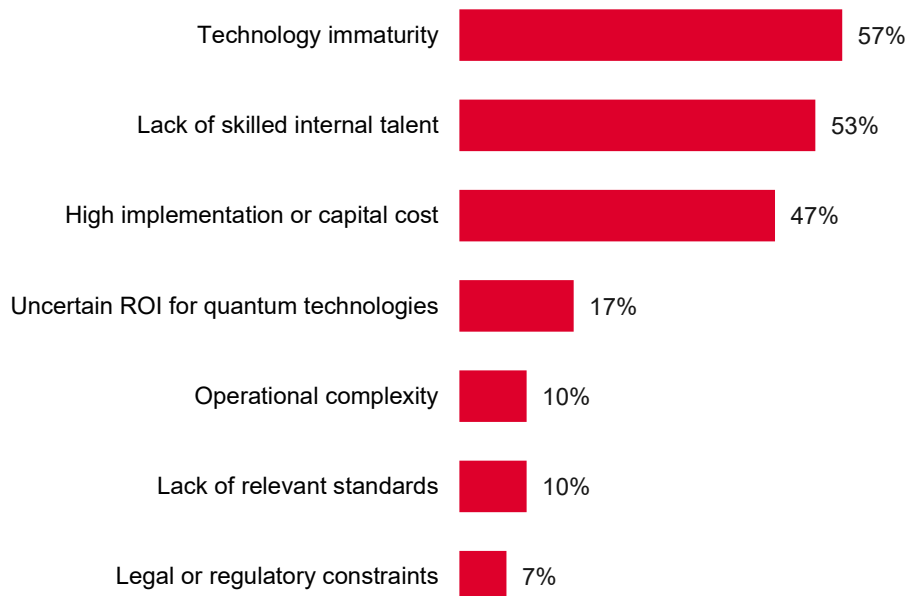 Technology immaturity 57%
Lack of skilled internal talent 53%
High implementation or capital cost 47%
Uncertain ROI for quantum technologies 17%
Operational complexity 10%
Lack of relevant standards 10%
Legal or regulatory constraints 7%